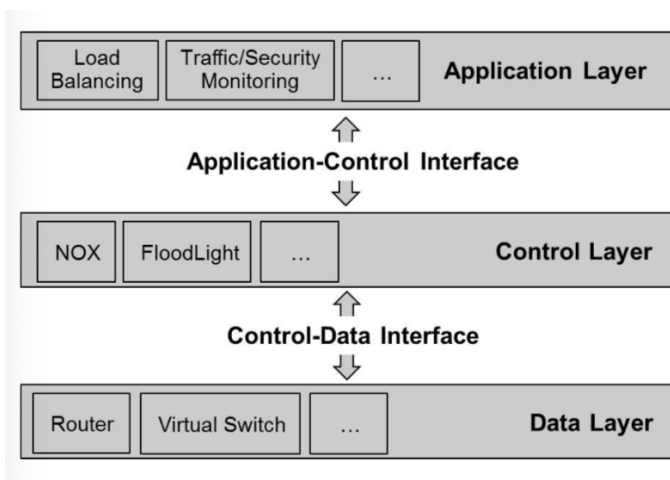 Load
Balancing
Traffic/Security
Monitoring
...
Application Layer
Application-Control Interface
NOX
FloodLight
...
Control Layer
Control-Data Interface
Router
Virtual Switch
...
Data Layer